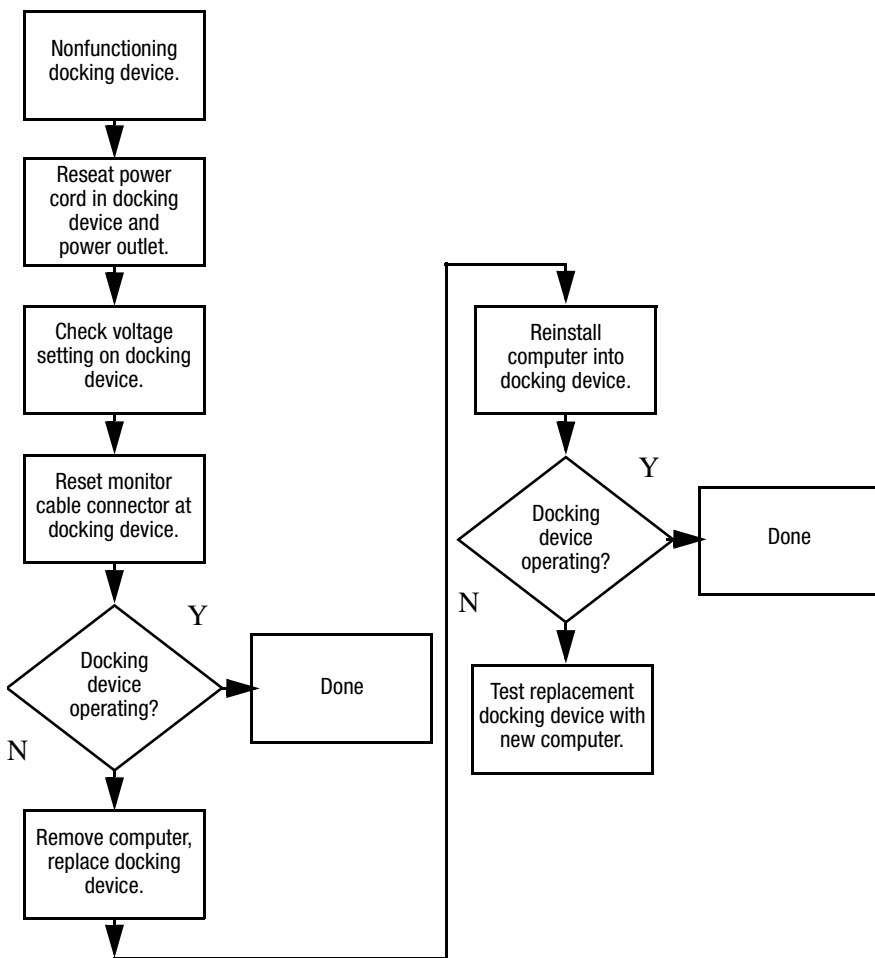 Nonfunctioning
docking device.
Reseat power
cord in docking
device and
power outlet.
Check voltage
setting on docking
device.
Reset monitor
cable connector at
docking device.
Y
Docking
device
operating?
Done
N
Remove computer,
replace docking
device.
Reinstall
computer into
docking device.
Y
Docking
device
operating?
Done
N
Test replacement
docking device with
new computer.